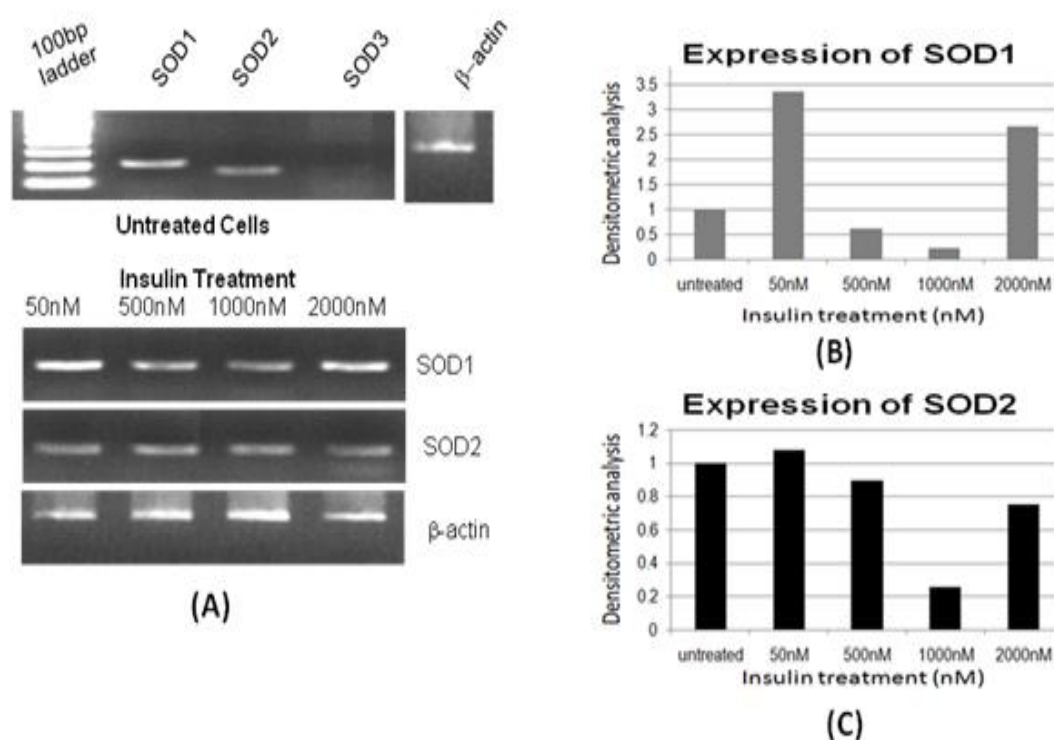 100bp
ladder
SOD1
SOD2
SOD3
β-actin
Untreated Cells
Insulin Treatment
50nM 500nM 1000nM 2000nM
SOD1
SOD2
β-actin
(A)
Expression of SOD1
Densitometric analysis
3.5
3
2.5
2
1.5
1
0.5
0
untreated 50nM 500nM 1000nM 2000nM
Insulin treatment (nM)
(B)
Expression of SOD2
Densitometric analysis
1.2
1
0.8
0.6
0.4
0.2
0
untreated 50nM 500nM 1000nM 2000nM
Insulin treatment (nM)
(C)